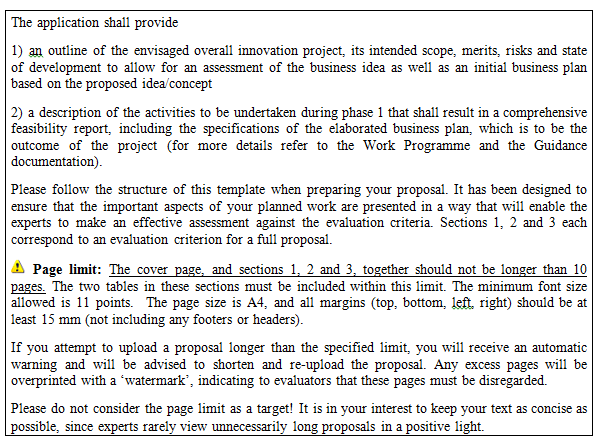 The application shall provide
1) an outline of the envisaged overall innovation project, its intended scope, merits, risks and state
of development to allow for an assessment of the business idea as well as an initial business plan
based on the proposed idea/concept
2) a description of the activities to be undertaken during phase 1 that shall result in a comprehensive
feasibility report, including the specifications of the elaborated business plan, which is to be the
outcome of the project (for more details refer to the Work Programme and the Guidance
documentation).
Please follow the structure of this template when preparing your proposal. It has been designed to
ensure that the important aspects of your planned work are presented in a way that will enable the
experts to make an effective assessment against the evaluation criteria. Sections 1, 2 and 3 each
correspond to an evaluation criterion for a full proposal.
Page limit: The cover page, and sections 1, 2 and 3, together should not be longer than 10
pages. The two tables in these sections must be included within this limit. The minimum font size
allowed is 11 points. The page size is A4, and all margins (top, bottom, left, right) should be at
least 15 mm (not including any footers or headers).
If you attempt to upload a proposal longer than the specified limit, you will receive an automatic
warning and will be advised to shorten and re-upload the proposal. Any excess pages will be
overprinted with a ‘watermark’, indicating to evaluators that these pages must be disregarded.
Please do not consider the page limit as a target! It is in your interest to keep your text as concise as
possible, since experts rarely view unnecessarily long proposals in a positive light.